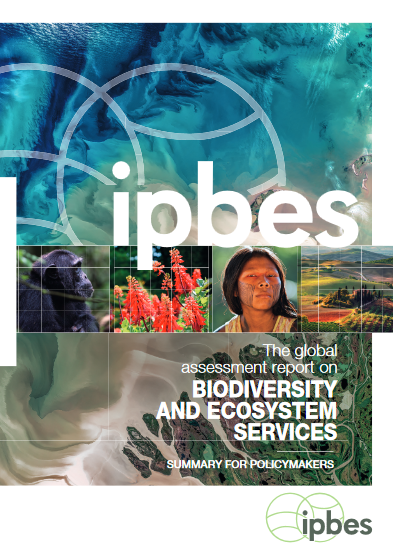 ipbes
The global
assessment report on
BIODIVERSITY
AND ECOSYSTEM
SERVICES
SUMMARY FOR POLICYMAKERS
ipbes